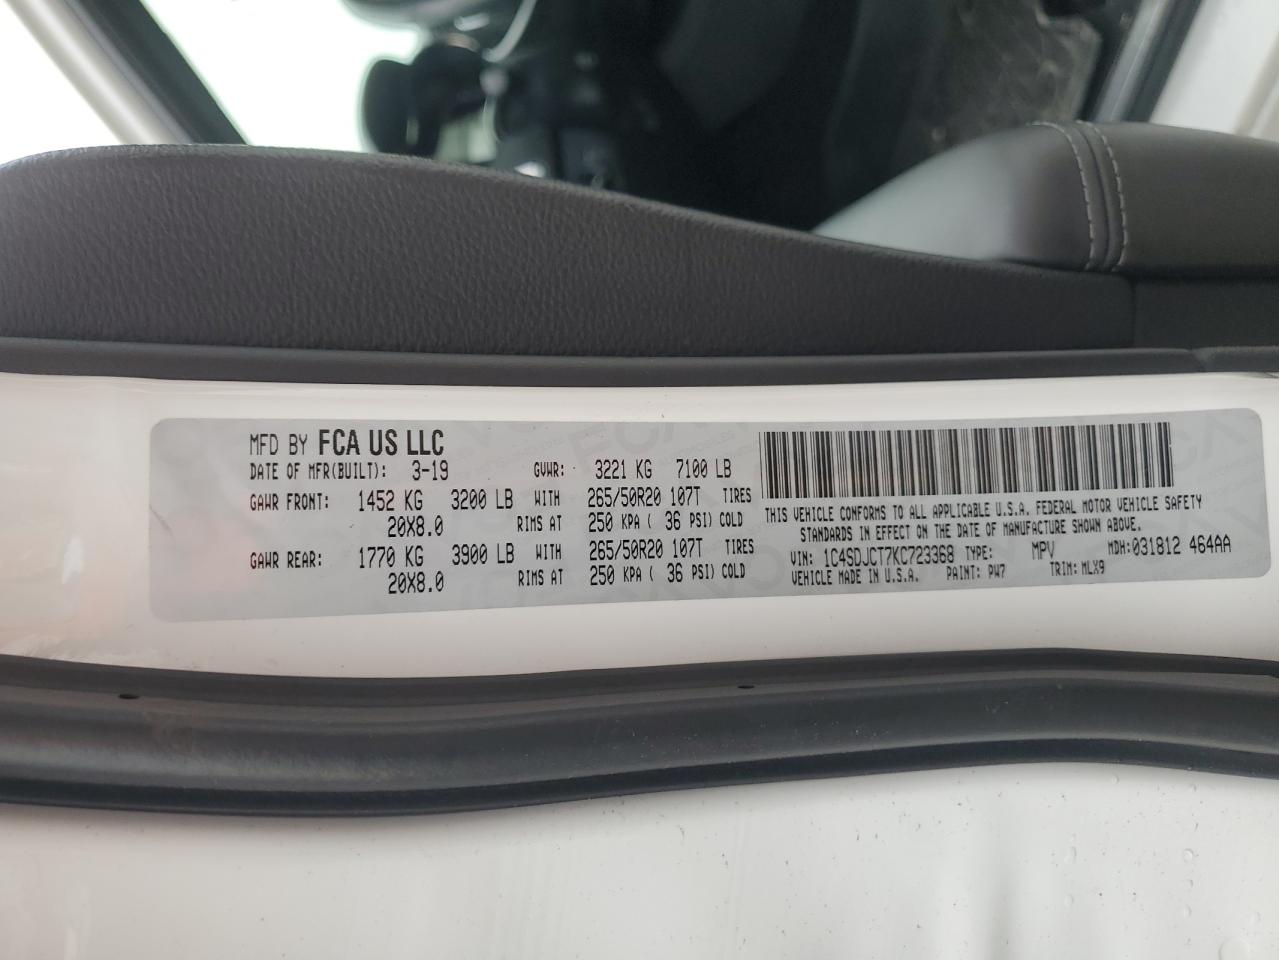 MFD BY FCA US LLC
DATE OF MFR(BUILT): 3-19 GVWR: 3221 KG 7100 LB
GAWR FRONT: 1452 KG 3200 LB WITH 265/50R20 107T TIRES
20X8.0 RIMS AT 250 KPA ( 36 PSI) COLD
GAWR REAR: 1770 KG 3900 LB WITH 265/50R20 107T TIRES
20X8.0 RIMS AT 250 KPA ( 36 PSI) COLD
THIS VEHICLE CONFORMS TO ALL APPLICABLE U.S.A. FEDERAL MOTOR VEHICLE SAFETY
STANDARDS IN EFFECT ON THE DATE OF MANUFACTURE SHOWN ABOVE.
VIN: 1C4SDJCT7KC723368 TYPE: MPV MDH:031812 464AA
VEHICLE MADE IN U.S.A. PAINT: PW7 TRIM: MLX9